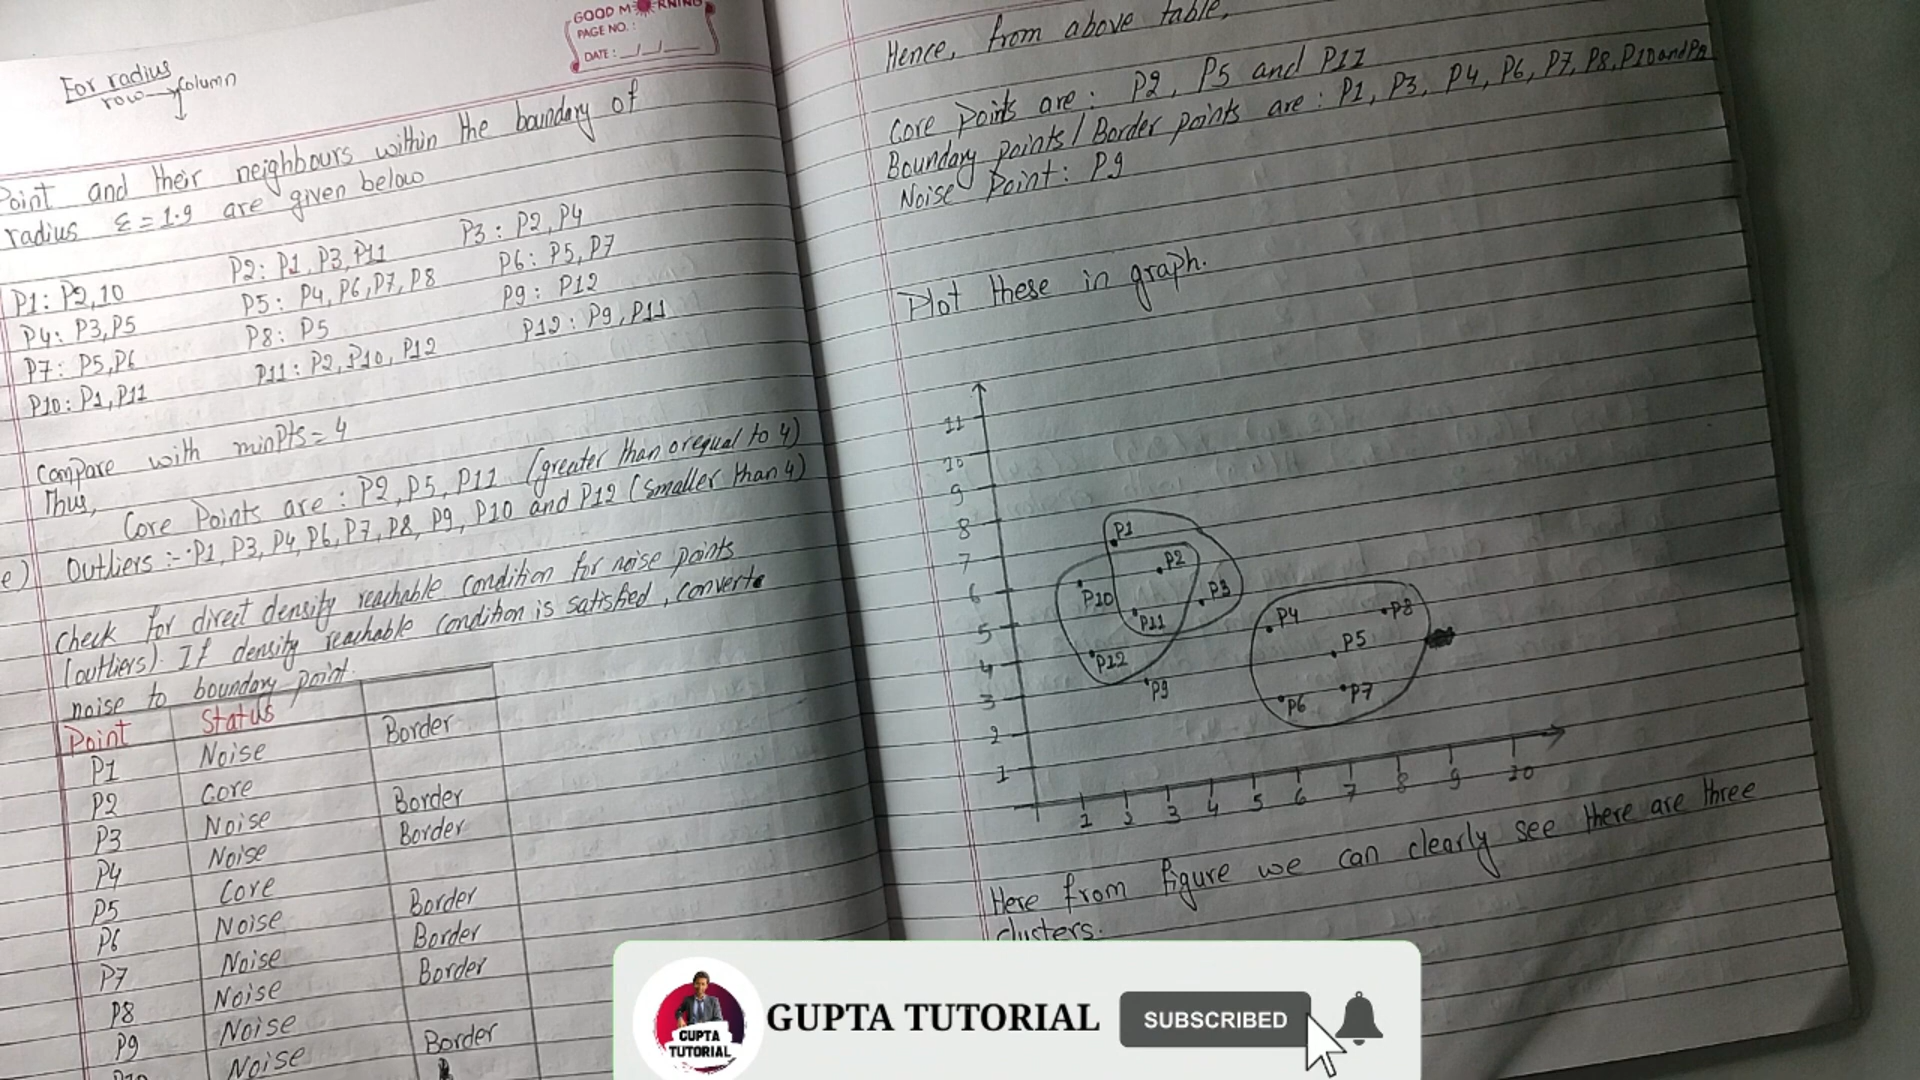 GOOD MORNING
PAGE NO.:
DATE: __/__/____
For radius
row → column
Point and their neighbours within the boundary of
radius ε = 1.9 are given below
P1: P2, 10 P2: P1, P3, P11 P3: P2, P4
P4: P3, P5 P5: P4, P6, P7, P8 P6: P5, P7
P7: P5, P6 P8: P5 P9: P12
P10: P1, P11 P11: P2, P10, P12 P12: P9, P11
Compare with minPts = 4
Thus,
Core Points are: P2, P5, P11 (greater than or equal to 4)
Outliers :- P1, P3, P4, P6, P7, P8, P9, P10 and P12 (smaller than 4)
e)
Check for direct density reachable condition for noise points
(outliers). If density reachable condition is satisfied, convert
noise to boundary point.
Point Status
P1 Noise Border
P2 Core
P3 Noise Border
P4 Noise Border
P5 Core
P6 Noise Border
P7 Noise Border
P8 Noise Border
P9 Noise
P10 Noise Border
Hence, from above table,
Core Points are: P2, P5 and P11
Boundary points / Border points are: P1, P3, P4, P6, P7, P8, P10 and P12
Noise Point: P9
Plot these in graph.
11
10
9
8
7
6
5
4
3
2
1
P1
P2
P10
P3
P11
P12
P9
P4
P8
P5
P6
P7
1 2 3 4 5 6 7 8 9 10
Here from figure we can clearly see there are three
clusters.
GUPTA TUTORIAL
GUPTA TUTORIAL
SUBSCRIBED